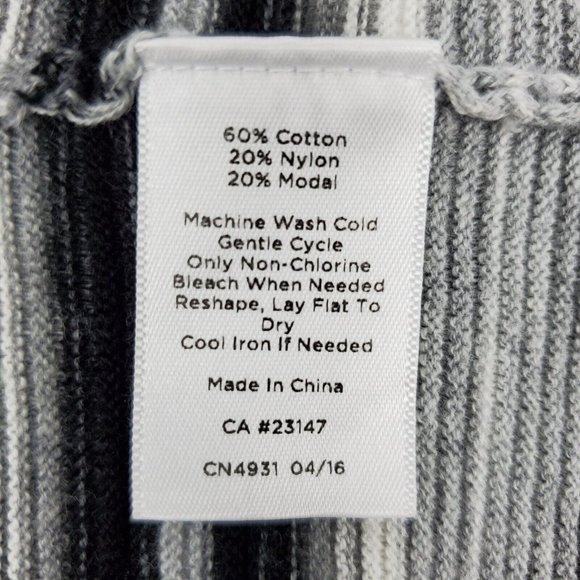 60% Cotton
20% Nylon
20% Modal
Machine Wash Cold
Gentle Cycle
Only Non-Chlorine
Bleach When Needed
Reshape, Lay Flat To
Dry
Cool Iron If Needed
Made In China
CA #23147
CN4931 04/16